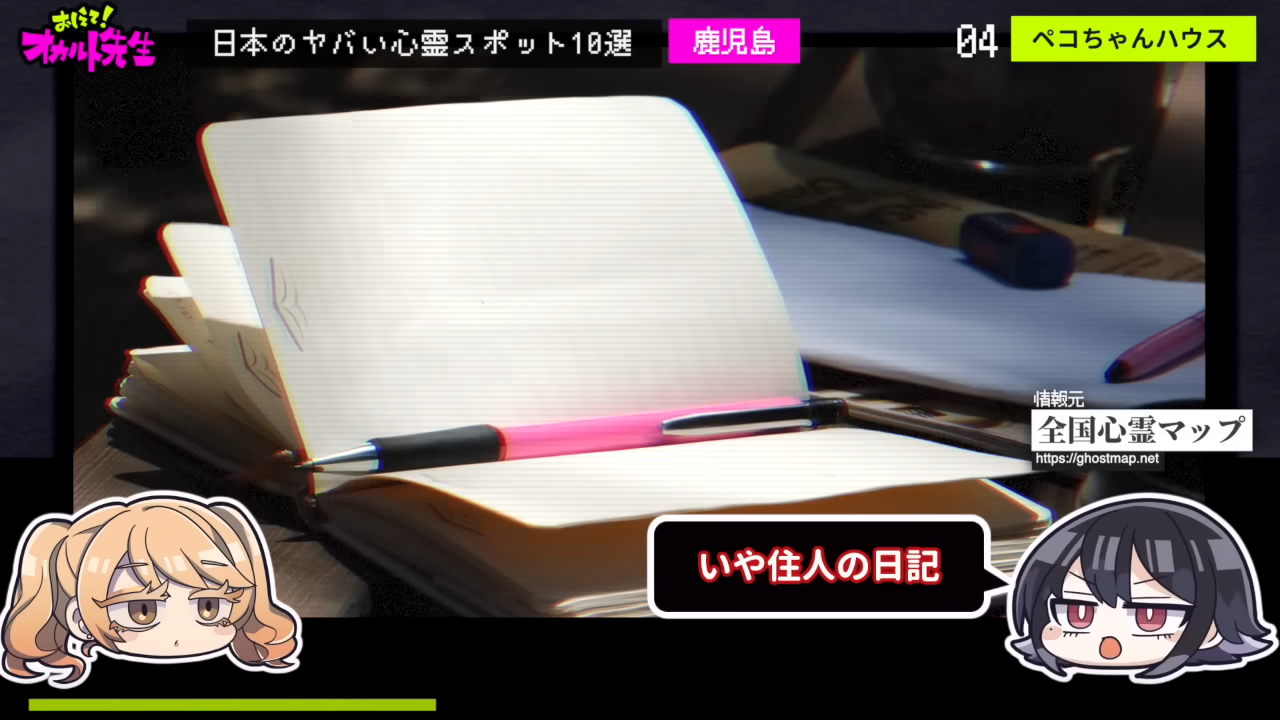 おしえて!
オカルト先生
日本のヤバい心霊スポット10選
鹿児島
04
ペコちゃんハウス
情報元
全国心霊マップ
https://ghostmap.net
いや住人の日記